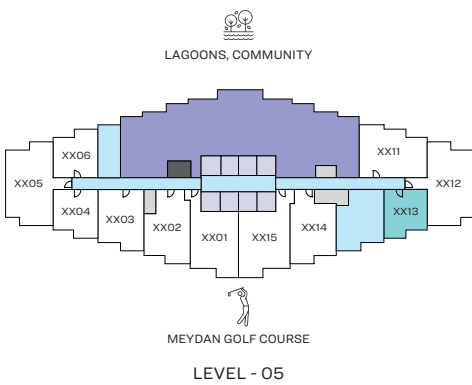 LAGOONS, COMMUNITY
XX06
XX11
XX05
XX12
XX04
XX03
XX02
XX01
XX15
XX14
XX13
MEYDAN GOLF COURSE
LEVEL - 05